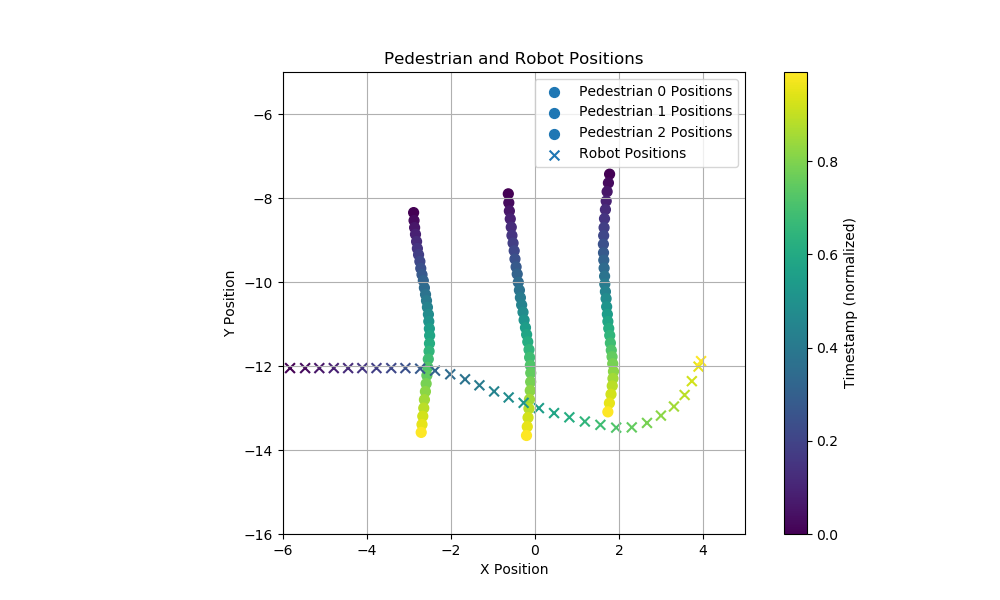 Pedestrian and Robot Positions
Pedestrian 0 Positions
Pedestrian 1 Positions
Pedestrian 2 Positions
Robot Positions
Y Position
−6
−8
−10
−12
−14
−16
−6
−4
−2
0
2
4
X Position
0.8
0.6
0.4
0.2
0.0
Timestamp (normalized)